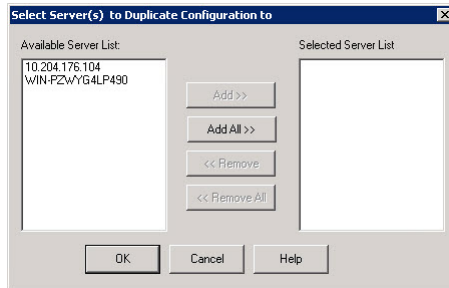 Select Server(s) to Duplicate Configuration to
Available Server List:
Selected Server List
10.204.176.104
WIN-PZWYG4LP490
Add >>
Add All >>
<< Remove
<< Remove All
OK
Cancel
Help